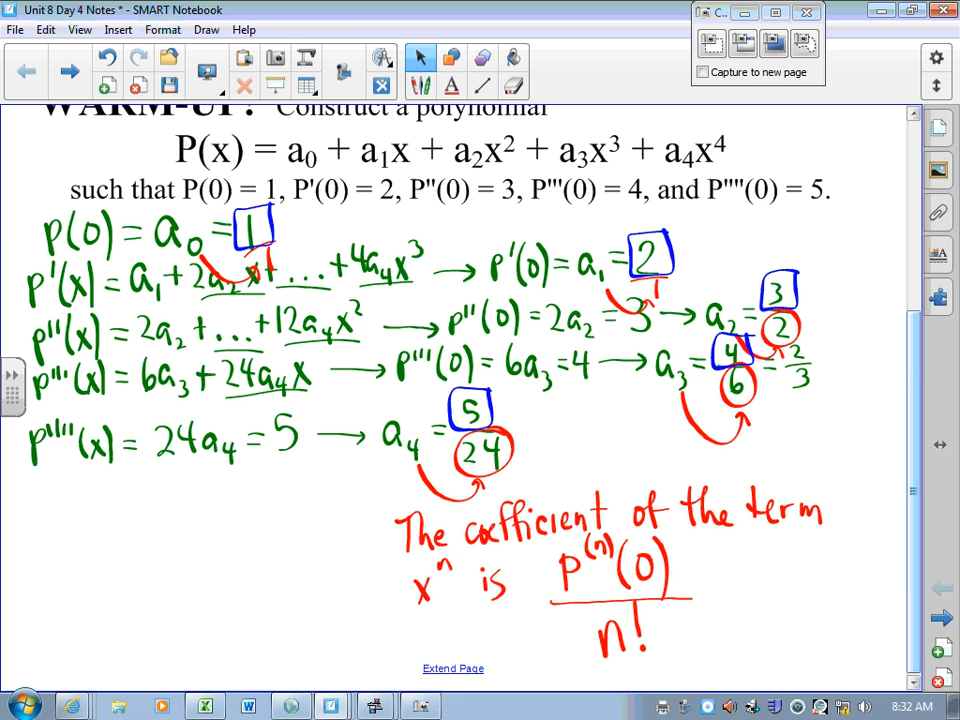 Unit 8 Day 4 Notes * - SMART Notebook
C..
File Edit View Insert Format Draw Help
Capture to new page
WARM-UP: Construct a polynomial
P(x) = a₀ + a₁x + a₂x² + a₃x³ + a₄x⁴
such that P(0) = 1, P'(0) = 2, P''(0) = 3, P'''(0) = 4, and P''''(0) = 5.
P(0) = a₀ = 1
P'(x) = a₁ + 2a₂x + ... + 4a₄x³ → P'(0) = a₁ = 2
P''(x) = 2a₂ + ... + 12a₄x² → P''(0) = 2a₂ = 3 → a₂ = 3/2
P'''(x) = 6a₃ + 24a₄x → P'''(0) = 6a₃ = 4 → a₃ = 4/6 = 2/3
P''''(x) = 24a₄ = 5 → a₄ = 5/24
The coefficient of the term
xⁿ is P⁽ⁿ⁾(0)/n!
Extend Page
8:32 AM